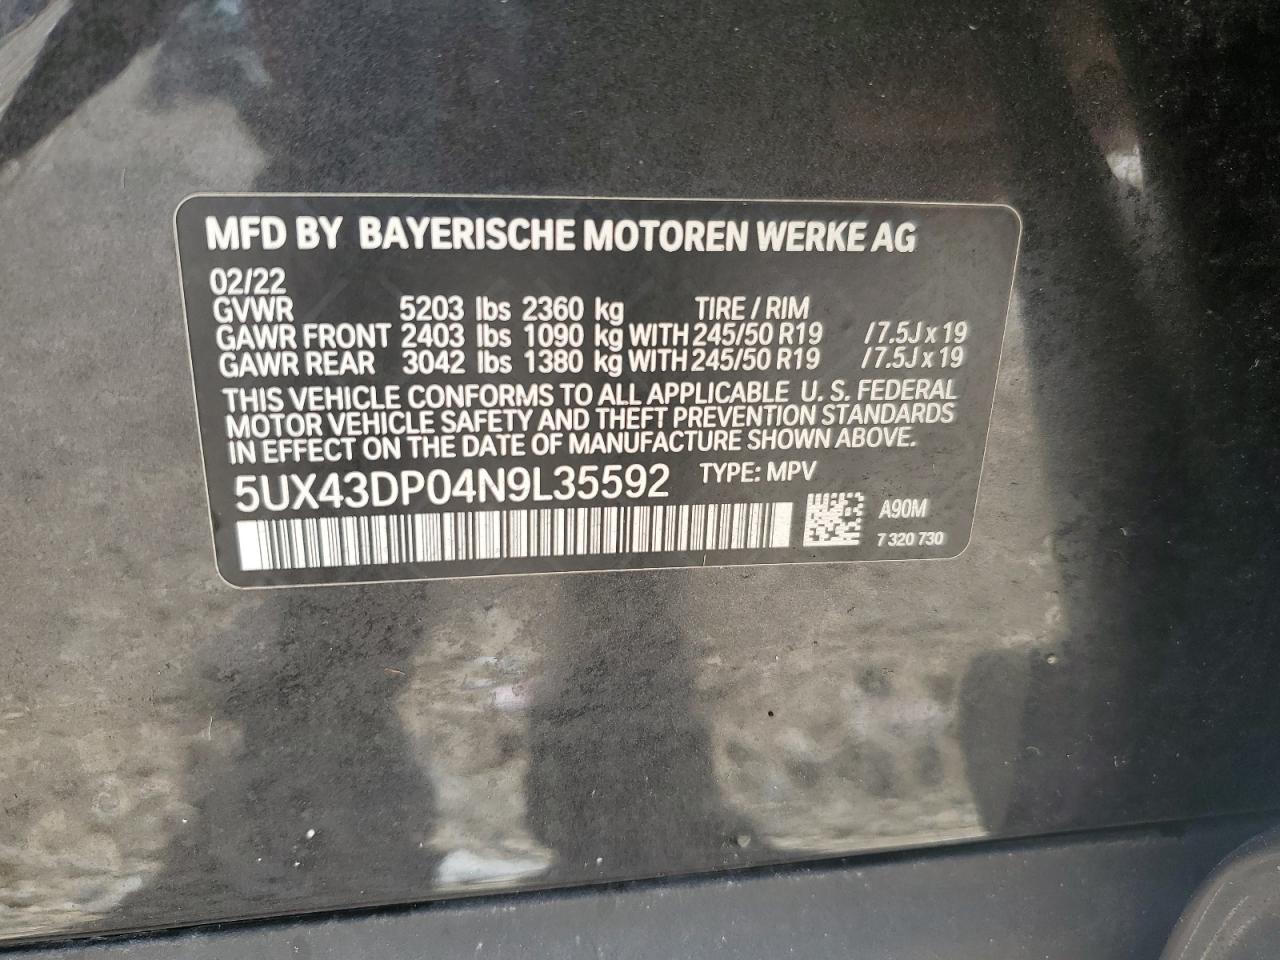 MFD BY BAYERISCHE MOTOREN WERKE AG
02/22
GVWR 5203 lbs 2360 kg TIRE / RIM
GAWR FRONT 2403 lbs 1090 kg WITH 245/50 R19 /7.5J x 19
GAWR REAR 3042 lbs 1380 kg WITH 245/50 R19 /7.5J x 19
THIS VEHICLE CONFORMS TO ALL APPLICABLE U. S. FEDERAL
MOTOR VEHICLE SAFETY AND THEFT PREVENTION STANDARDS
IN EFFECT ON THE DATE OF MANUFACTURE SHOWN ABOVE.
5UX43DP04N9L35592 TYPE: MPV
A90M
7 320 730